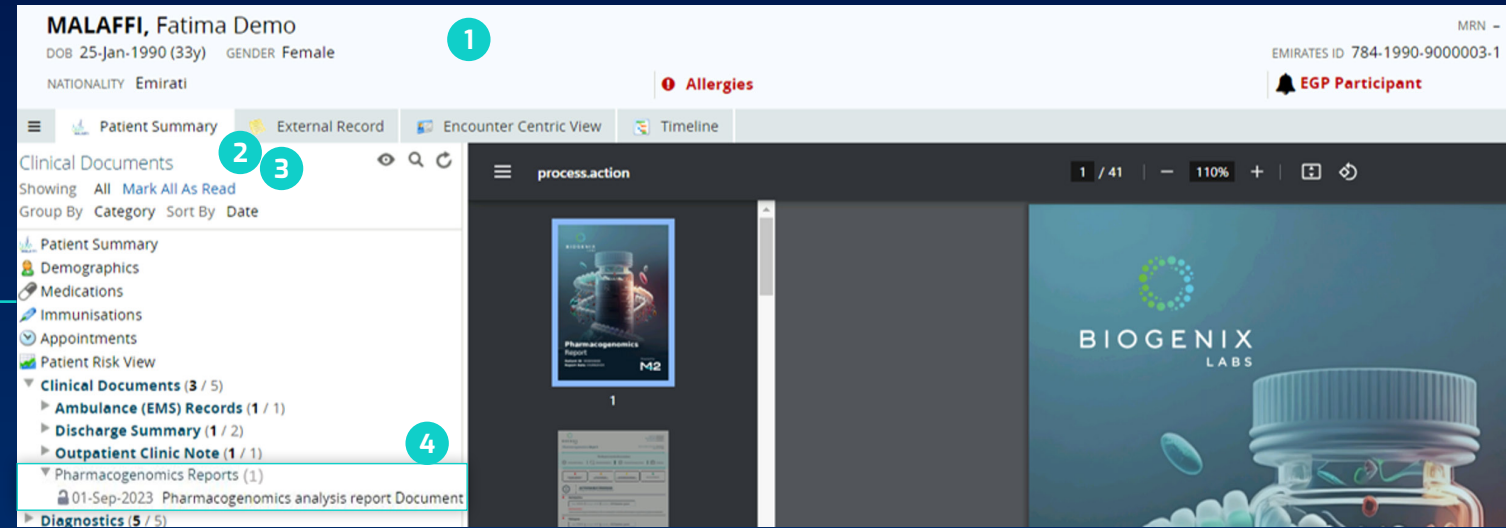 MALAFFI, Fatima Demo
1
MRN –
DOB 25-Jan-1990 (33y) GENDER Female
EMIRATES ID 784-1990-9000003-1
NATIONALITY Emirati
Allergies
EGP Participant
Patient Summary
External Record
Encounter Centric View
Timeline
2
3
Clinical Documents
Showing All Mark All As Read
Group By Category Sort By Date
Patient Summary
Demographics
Medications
Immunisations
Appointments
Patient Risk View
Clinical Documents (3 / 5)
Ambulance (EMS) Records (1 / 1)
Discharge Summary (1 / 2)
Outpatient Clinic Note (1 / 1)
4
Pharmacogenomics Reports (1)
01-Sep-2023 Pharmacogenomics analysis report Document
Diagnostics (5 / 5)
process.action
1 / 41
110%
BIOGENIX
Pharmacogenomics
Report
M2
1
BIOGENIX
LABS